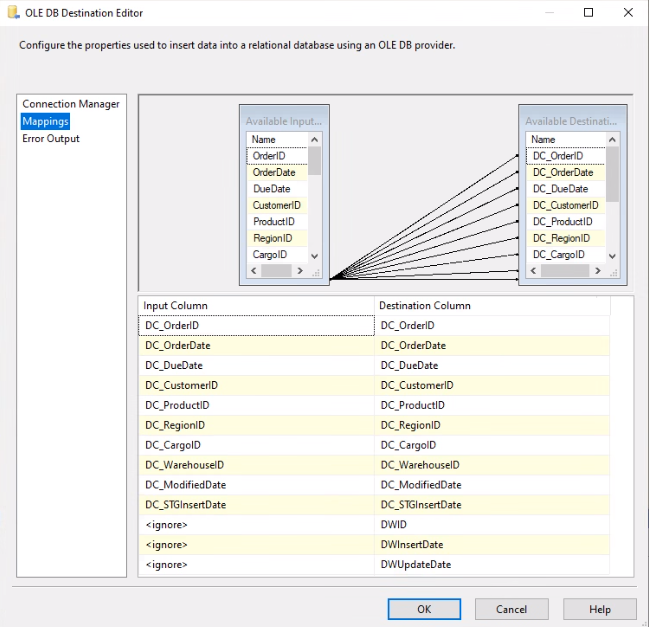 OLE DB Destination Editor
Configure the properties used to insert data into a relational database using an OLE DB provider.
Connection Manager
Mappings
Error Output
Available Input...
Name
OrderID
OrderDate
DueDate
CustomerID
ProductID
RegionID
CargoID
Available Destinati...
Name
DC_OrderID
DC_OrderDate
DC_DueDate
DC_CustomerID
DC_ProductID
DC_RegionID
DC_CargoID
Input Column Destination Column
DC_OrderID DC_OrderID
DC_OrderDate DC_OrderDate
DC_DueDate DC_DueDate
DC_CustomerID DC_CustomerID
DC_ProductID DC_ProductID
DC_RegionID DC_RegionID
DC_CargoID DC_CargoID
DC_WarehouseID DC_WarehouseID
DC_ModifiedDate DC_ModifiedDate
DC_STGInsertDate DC_STGInsertDate
<ignore> DWID
<ignore> DWInsertDate
<ignore> DWUpdateDate
OK Cancel Help